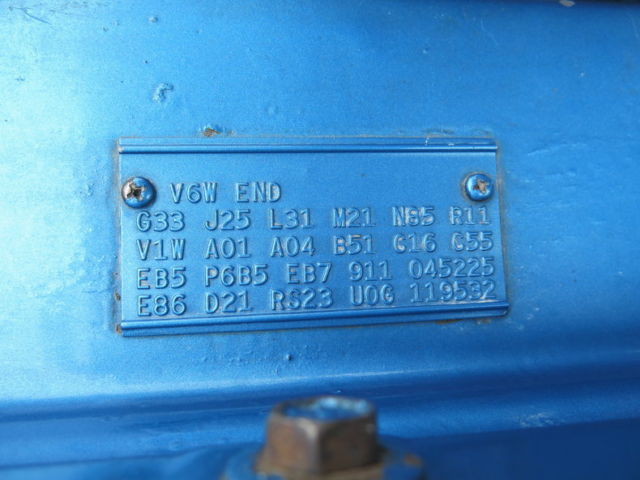 V6W END
G33 J25 L31 M21 N85 R11
V1W A01 A04 B51 C16 G55
EB5 P6B5 EB7 911 045225
E86 D21 RS23 U0G 119532